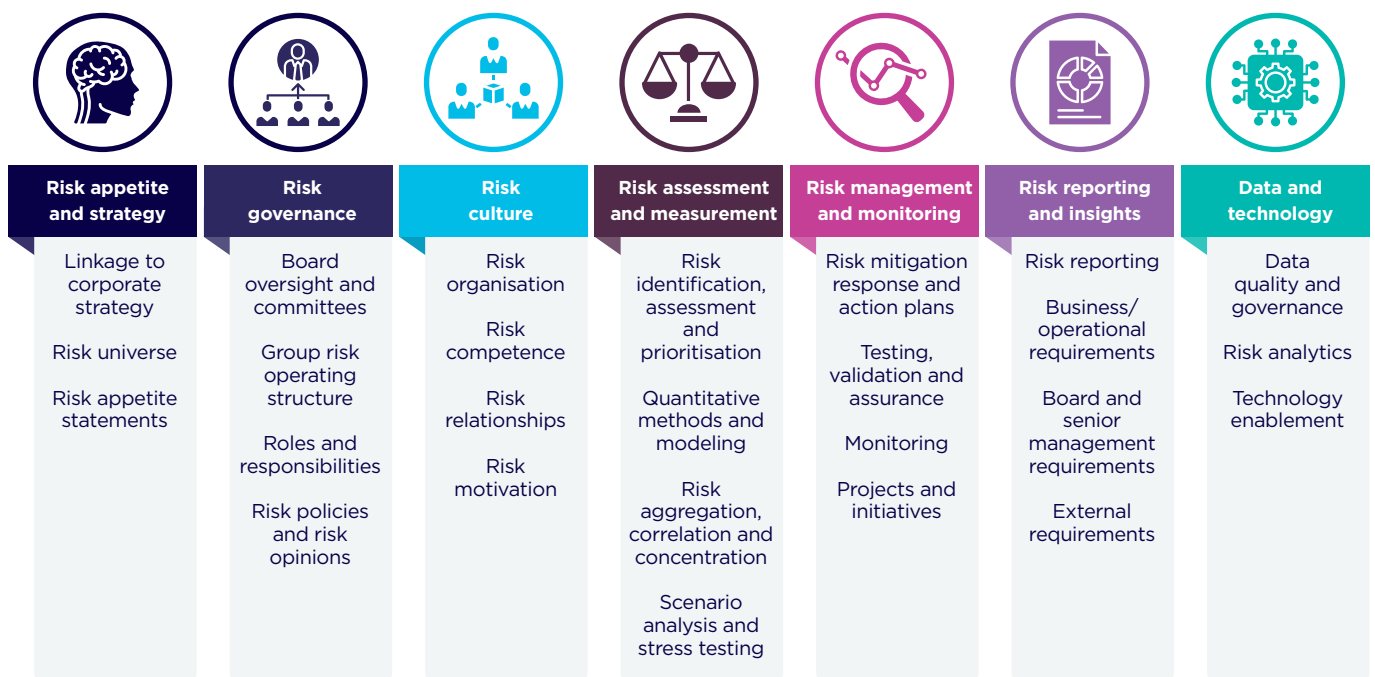 Risk appetite
and strategy
Linkage to
corporate
strategy
Risk universe
Risk appetite
statements
Risk
governance
Board
oversight and
committees
Group risk
operating
structure
Roles and
responsibilities
Risk policies
and risk
opinions
Risk
culture
Risk
organisation
Risk
competence
Risk
relationships
Risk
motivation
Risk assessment
and measurement
Risk
identification,
assessment
and
prioritisation
Quantitative
methods and
modeling
Risk
aggregation,
correlation and
concentration
Scenario
analysis and
stress testing
Risk management
and monitoring
Risk mitigation
response and
action plans
Testing,
validation and
assurance
Monitoring
Projects and
initiatives
Risk reporting
and insights
Risk reporting
Business/
operational
requirements
Board and
senior
management
requirements
External
requirements
Data and
technology
Data
quality and
governance
Risk analytics
Technology
enablement